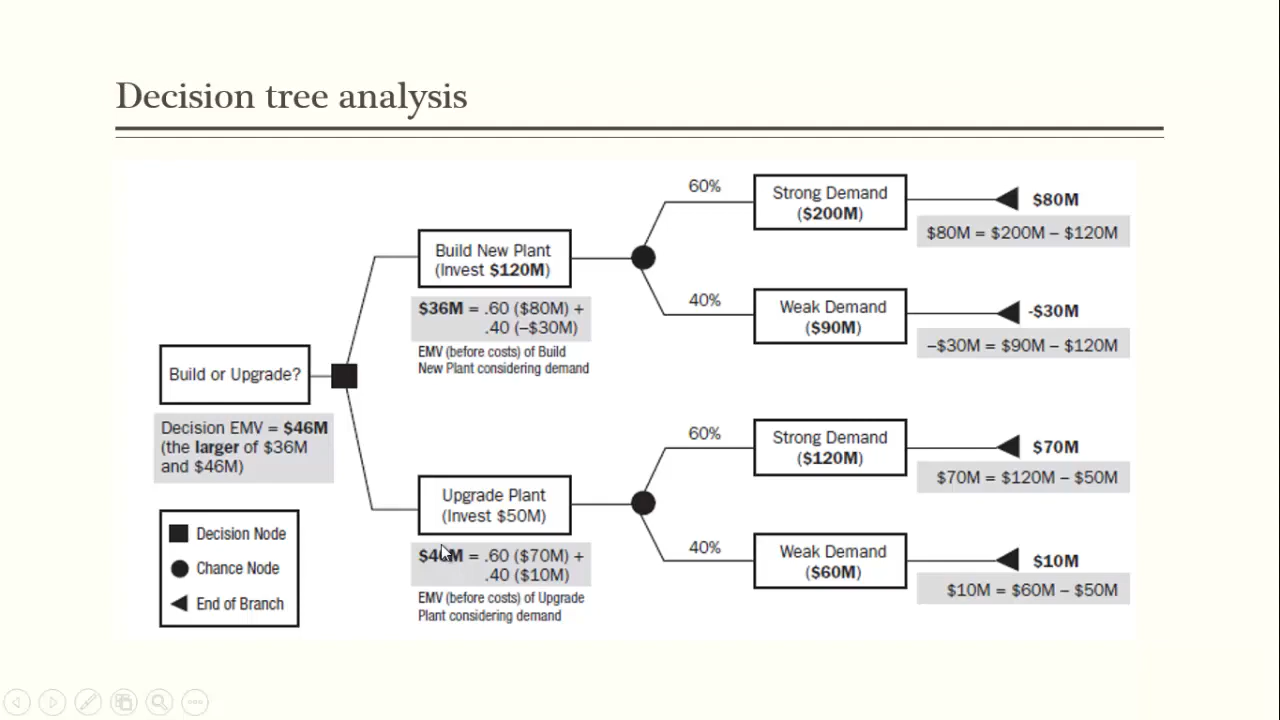 Decision tree analysis
Build or Upgrade?
Decision EMV = $46M
(the larger of $36M
and $46M)
Decision Node
Chance Node
End of Branch
Build New Plant
(Invest $120M)
$36M = .60 ($80M) +
.40 (–$30M)
EMV (before costs) of Build
New Plant considering demand
60%
Strong Demand
($200M)
$80M
$80M = $200M – $120M
40%
Weak Demand
($90M)
-$30M
–$30M = $90M – $120M
Upgrade Plant
(Invest $50M)
= .60 ($70M) +
.40 ($10M)
EMV (before costs) of Upgrade
Plant considering demand
60%
Strong Demand
($120M)
$70M
$70M = $120M – $50M
40%
Weak Demand
($60M)
$10M
$10M = $60M – $50M